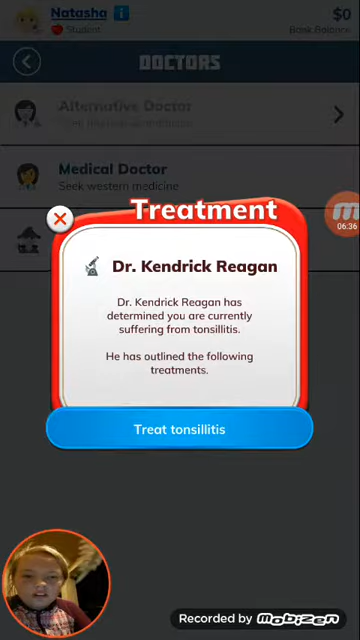 Natasha i $0
Student Bank Balance
DOCTORS
Alternative Doctor
Medical Doctor
Seek western medicine
Treatment
06:36
Dr. Kendrick Reagan
Dr. Kendrick Reagan has
determined you are currently
suffering from tonsillitis.
He has outlined the following
treatments.
Treat tonsillitis
Recorded by mobizen